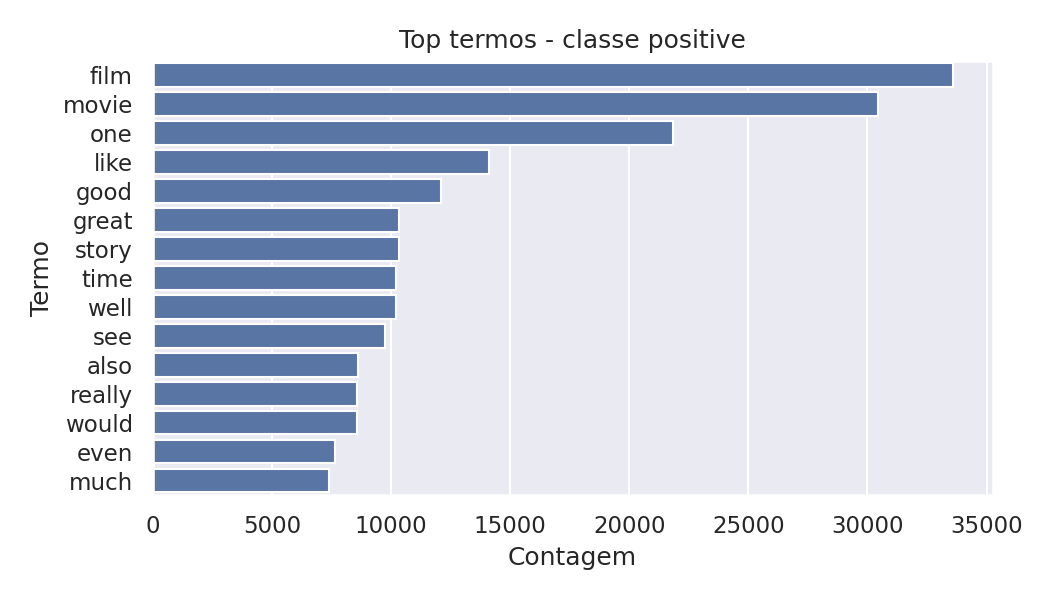 Top termos - classe positive
Termo
film
movie
one
like
good
great
story
time
well
see
also
really
would
even
much
0 5000 10000 15000 20000 25000 30000 35000
Contagem